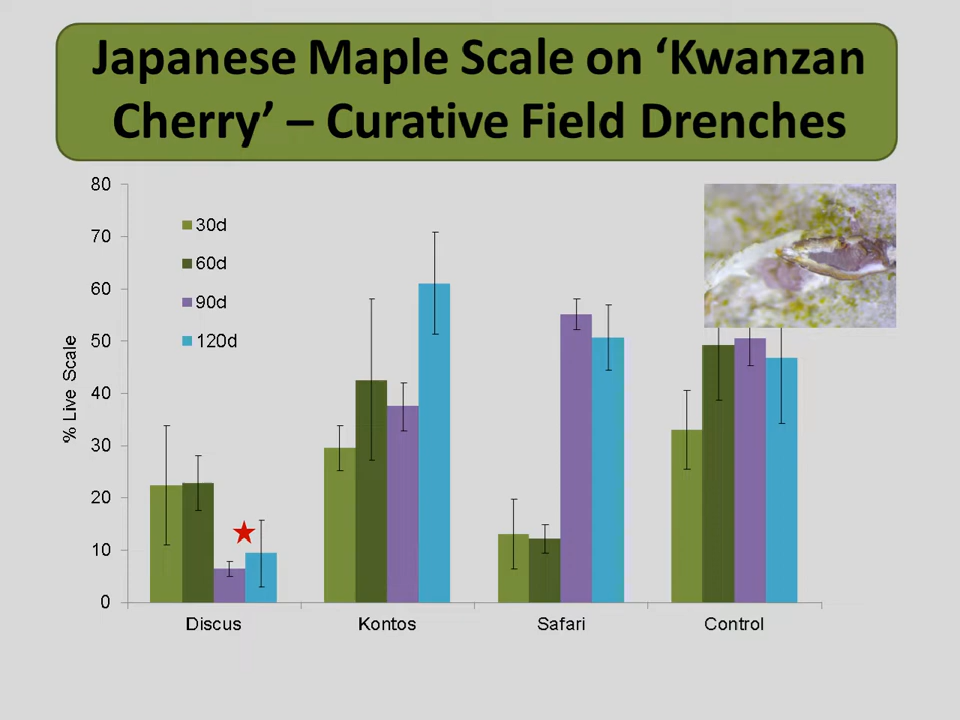 Japanese Maple Scale on ‘Kwanzan
Cherry’ – Curative Field Drenches
80
70
60
50
40
30
20
10
0
% Live Scale
30d
60d
90d
120d
Discus
Kontos
Safari
Control